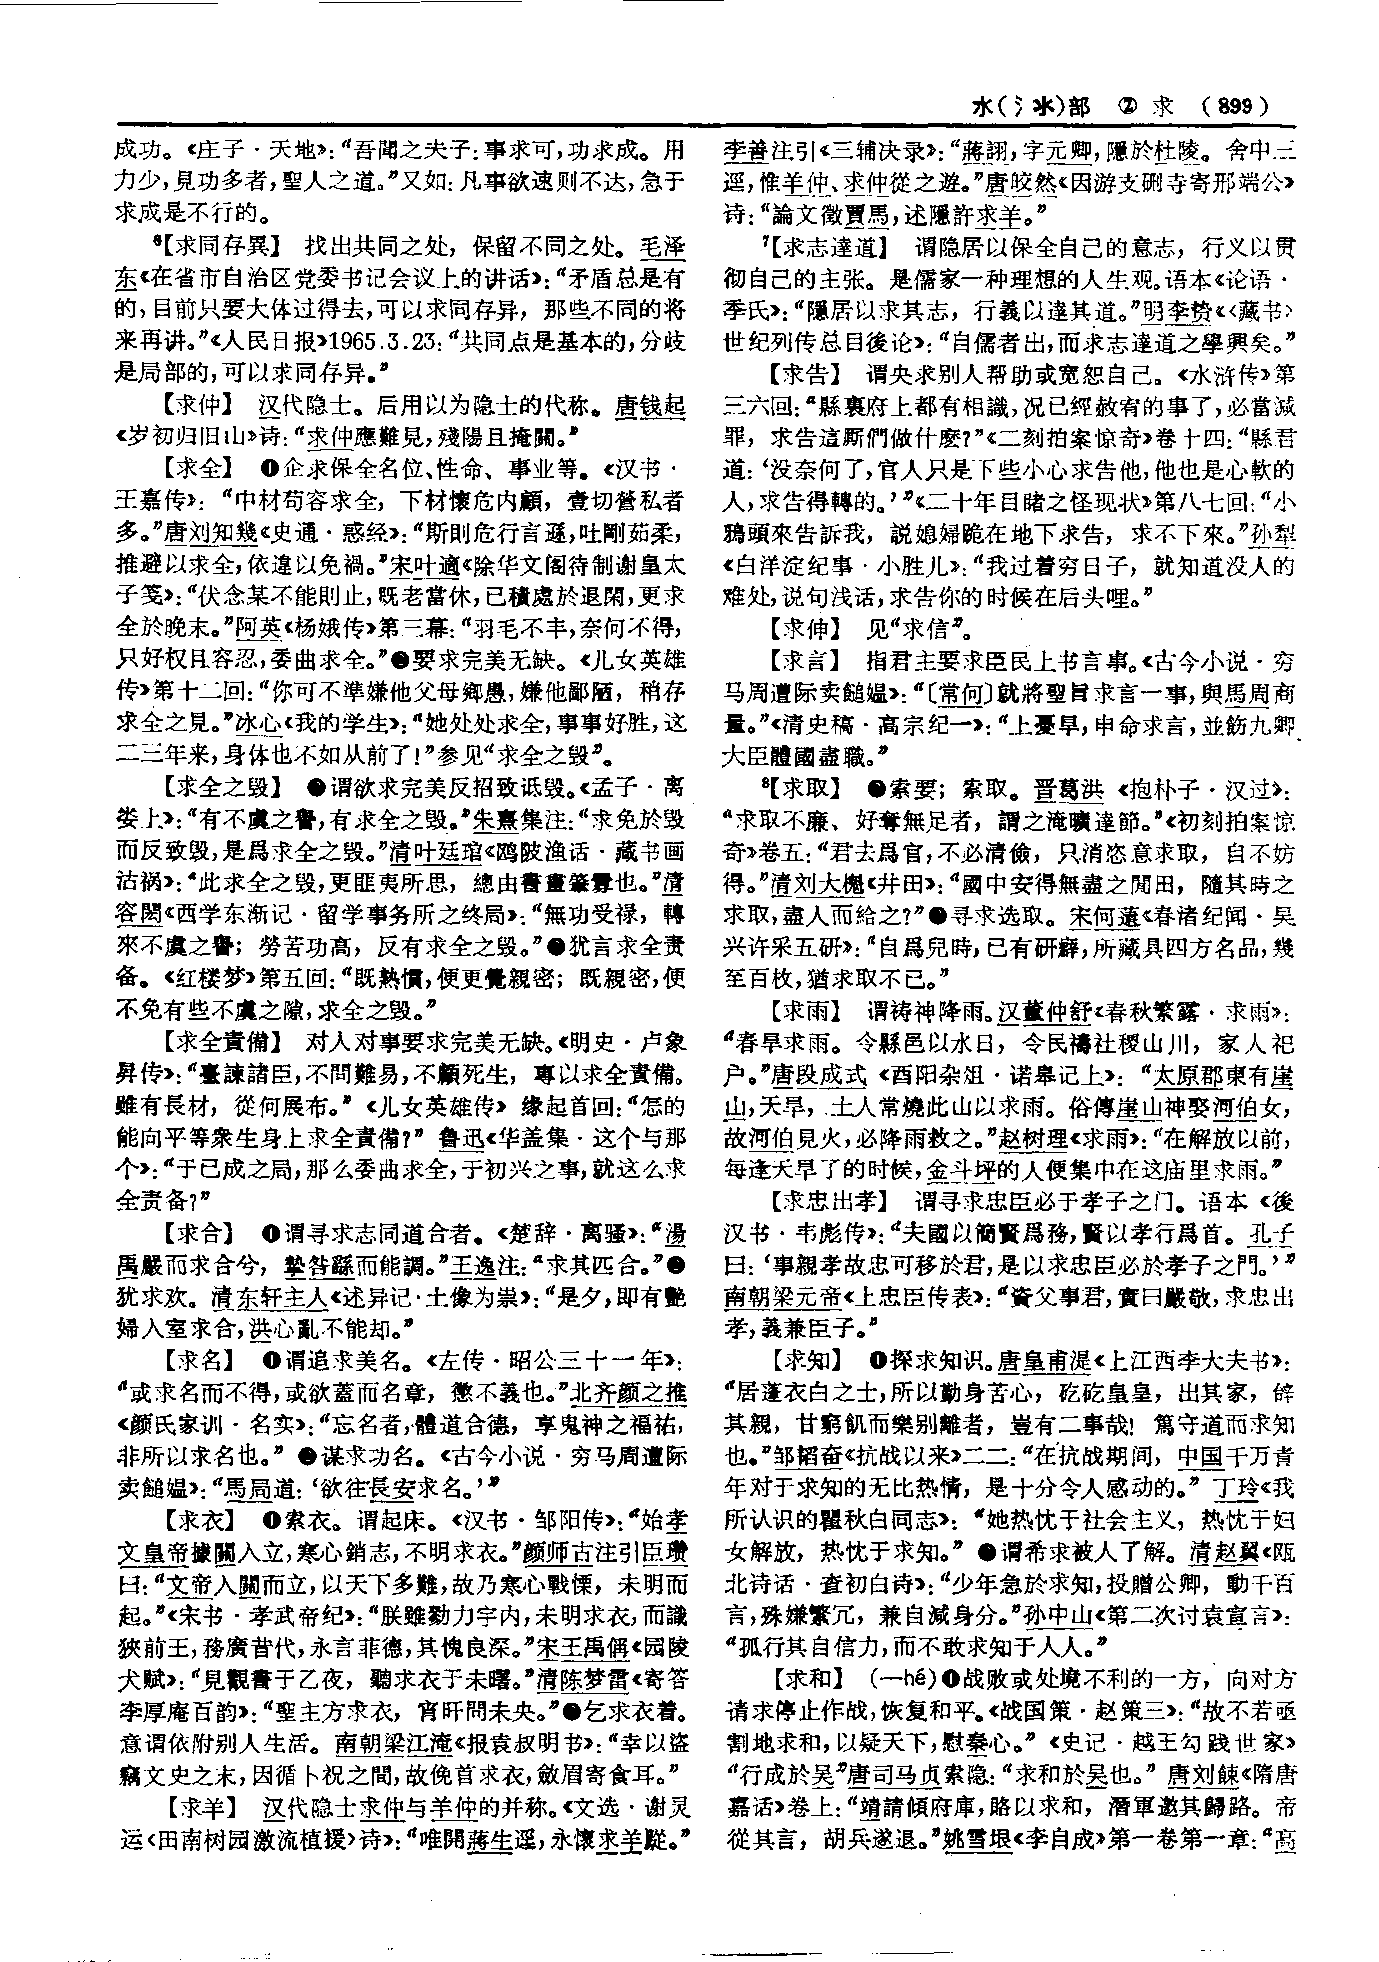 水(氵氺)部 ② 求 (899)
成功。《庄子·天地》：“吾聞之夫子：事求可，功求成。用
力少，見功多者，聖人之道。”又如：凡事欲速则不达，急于
求成是不行的。
⁶【求同存異】 找出共同之处，保留不同之处。毛泽
东《在省市自治区党委书记会议上的讲话》：“矛盾总是有
的，目前只要大体过得去，可以求同存异，那些不同的将
来再讲。”《人民日报》1965.3.23：“共同点是基本的，分歧
是局部的，可以求同存异。”
【求仲】 汉代隐士。后用以为隐士的代称。唐钱起
《岁初归旧山》诗：“求仲應難見，殘陽且掩關。”
【求全】 ❶企求保全名位、性命、事业等。《汉书·
王嘉传》：“中材苟容求全，下材懷危内顧，壹切營私者
多。”唐刘知幾《史通·惑经》：“斯則危行言遜，吐剛茹柔，
推避以求全，依違以免禍。”宋叶適《除华文阁待制谢皇太
子笺》：“伏念某不能則止，既老當休，已積處於退閑，更求
全於晚末。”阿英《杨娥传》第三幕：“羽毛不丰，奈何不得，
只好权且容忍，委曲求全。”❷要求完美无缺。《儿女英雄
传》第十二回：“你可不準嫌他父母鄉愚，嫌他鄙陋，稍存
求全之見。”冰心《我的学生》：“她处处求全，事事好胜，这
二三年来，身体也不如从前了！”参见“求全之毁”。
【求全之毁】 ❶谓欲求完美反招致诋毁。《孟子·离
娄上》：“有不虞之譽，有求全之毁。”朱熹集注：“求免於毁
而反致毁，是爲求全之毁。”清叶廷琯《鸥陂渔话·藏书画
沽祸》：“此求全之毁，更匪夷所思，總由書畫肇釁也。”清
容闳《西学东渐记·留学事务所之终局》：“無功受禄，轉
來不虞之譽；勞苦功高，反有求全之毁。”❷犹言求全责
备。《红楼梦》第五回：“既熟慣，便更覺親密；既親密，便
不免有些不虞之隙，求全之毁。”
【求全責備】 对人对事要求完美无缺。《明史·卢象
昇传》：“臺諫諸臣，不問難易，不顧死生，專以求全責備。
雖有長材，從何展布。”《儿女英雄传》缘起首回：“怎的
能向平等衆生身上求全責備？”鲁迅《华盖集·这个与那
个》：“于已成之局，那么委曲求全，于初兴之事，就这么求
全责备？”
【求合】 ❶谓寻求志同道合者。《楚辞·离骚》：“湯
禹嚴而求合兮，摯咎繇而能調。”王逸注：“求其匹合。”❷
犹求欢。清东轩主人《述异记·土像为祟》：“是夕，即有艷
婦入室求合，洪心亂不能却。”
【求名】 ❶谓追求美名。《左传·昭公三十一年》：
“或求名而不得，或欲蓋而名章，懲不義也。”北齐颜之推
《颜氏家训·名实》：“忘名者，體道合德，享鬼神之福祐，
非所以求名也。”❷谋求功名。《古今小说·穷马周遭际
卖䭔媪》：“馬周道：‘欲往長安求名。’”
【求衣】 ❶索衣。谓起床。《汉书·邹阳传》：“始孝
文皇帝據關入立，寒心銷志，不明求衣。”颜师古注引臣瓚
曰：“文帝入關而立，以天下多難，故乃寒心戰慄，未明而
起。”《宋书·孝武帝纪》：“朕雖勤力宇内，未明求衣，而識
狹前王，務廣昔代，永言菲德，其愧良深。”宋王禹偁《园陵
犬赋》：“見觀書于乙夜，聽求衣于未曙。”清陈梦雷《寄答
李厚庵百韵》：“聖主方求衣，宵旰問未央。”❷乞求衣着。
意谓依附别人生活。南朝梁江淹《报袁叔明书》：“幸以盜
竊文史之末，因循卜祝之間，故俛首求衣，斂眉寄食耳。”
【求羊】 汉代隐士求仲与羊仲的并称。《文选·谢灵
运〈田南树园激流植援〉诗》：“唯開蔣生逕，永懷求羊蹤。”
李善注引《三辅决录》：“蔣詡，字元卿，隱於杜陵。舍中三
逕，惟羊仲、求仲從之遊。”唐皎然《因游支硎寺寄邢端公》
诗：“論文徵賈馬，述隱許求羊。”
⁷【求志達道】 谓隐居以保全自己的意志，行义以贯
彻自己的主张。是儒家一种理想的人生观。语本《论语·
季氏》：“隱居以求其志，行義以達其道。”明李贽《〈藏书〉
世纪列传总目後论》：“自儒者出，而求志達道之學興矣。”
【求告】 谓央求别人帮助或宽恕自己。《水浒传》第
三六回：“縣裏府上都有相識，况已經赦宥的事了，必當減
罪，求告這厮們做什麽？”《二刻拍案惊奇》卷十四：“縣君
道：‘没奈何了，官人只是下些小心求告他，他也是心軟的
人，求告得轉的。’”《二十年目睹之怪现状》第八七回：“小
鴉頭來告訴我，説媳婦跪在地下求告，求不下來。”孙犁
《白洋淀纪事·小胜儿》：“我过着穷日子，就知道没人的
难处，说句浅话，求告你的时候在后头哩。”
【求伸】 见“求信”。
【求言】 指君主要求臣民上书言事。《古今小说·穷
马周遭际卖䭔媪》：“〔常何〕就將聖旨求言一事，與馬周商
量。”《清史稿·高宗纪一》：“上憂旱，申命求言，並飭九卿
大臣體國盡職。”
⁸【求取】 ❶索要；索取。晋葛洪《抱朴子·汉过》：
“求取不廉、好奪無足者，謂之淹曠達節。”《初刻拍案惊
奇》卷五：“君去爲官，不必清儉，只消恣意求取，自不妨
得。”清刘大櫆《井田》：“國中安得無盡之閒田，隨其時之
求取，盡人而給之？”❷寻求选取。宋何薳《春渚纪闻·吴
兴许采五研》：“自爲兒時，已有研癖，所藏具四方名品，幾
至百枚，猶求取不已。”
【求雨】 谓祷神降雨。汉董仲舒《春秋繁露·求雨》：
“春旱求雨。令縣邑以水日，令民禱社稷山川，家人祀
户。”唐段成式《酉阳杂俎·诺皋记上》：“太原郡東有崖
山，天旱，土人常燒此山以求雨。俗傳崖山神娶河伯女，
故河伯見火，必降雨救之。”赵树理《求雨》：“在解放以前，
每逢天旱了的时候，金斗坪的人便集中在这庙里求雨。”
【求忠出孝】 谓寻求忠臣必于孝子之门。语本《後
汉书·韦彪传》：“夫國以簡賢爲務，賢以孝行爲首。孔子
曰：‘事親孝故忠可移於君，是以求忠臣必於孝子之門。’”
南朝梁元帝《上忠臣传表》：“資父事君，實曰嚴敬，求忠出
孝，義兼臣子。”
【求知】 ❶探求知识。唐皇甫湜《上江西李大夫书》：
“居蓬衣白之士，所以勤身苦心，矻矻皇皇，出其家，辞
其親，甘窮飢而樂别離者，豈有二事哉！篤守道而求知
也。”邹韬奋《抗战以来》二二：“在抗战期间，中国千万青
年对于求知的无比热情，是十分令人感动的。”丁玲《我
所认识的瞿秋白同志》：“她热忱于社会主义，热忱于妇
女解放，热忱于求知。”❷谓希求被人了解。清赵翼《瓯
北诗话·查初白诗》：“少年急於求知，投贈公卿，動千百
言，殊嫌繁冗，兼自減身分。”孙中山《第二次讨袁宣言》：
“孤行其自信力，而不敢求知于人人。”
【求和】 (—hé)❶战败或处境不利的一方，向对方
请求停止作战，恢复和平。《战国策·赵策三》：“故不若亟
割地求和，以疑天下，慰秦心。”《史记·越王勾践世家》
“行成於吴”唐司马贞索隐：“求和於吴也。”唐刘餗《隋唐
嘉话》卷上：“靖請傾府庫，賂以求和，潛軍邀其歸路。帝
從其言，胡兵遂退。”姚雪垠《李自成》第一卷第一章：“高